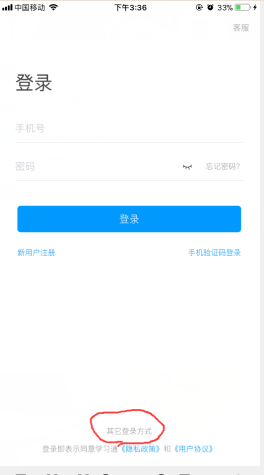 中国移动 下午3:36 33%
客服
登录
手机号
密码 忘记密码?
登录
新用户注册 手机验证码登录
其它登录方式
登录即表示同意学习通《隐私政策》和《用户协议》